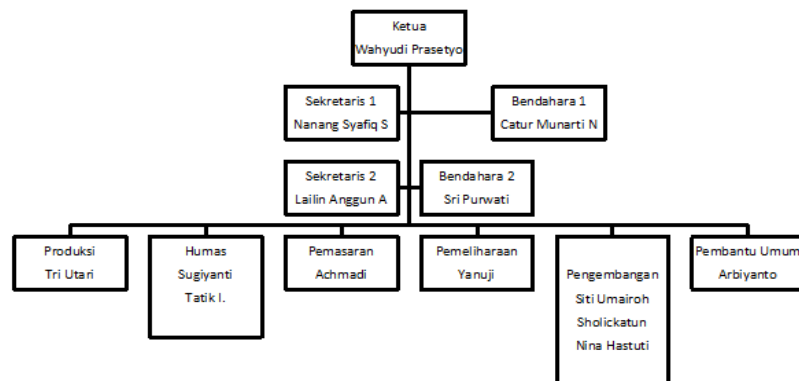 Ketua
Wahyudi Prasetyo
Sekretaris 1
Nanang Syafiq S
Bendahara 1
Catur Munarti N
Sekretaris 2
Lailin Anggun A
Bendahara 2
Sri Purwati
Produksi
Tri Utari
Humas
Sugiyanti
Tatik I.
Pemasaran
Achmadi
Pemeliharaan
Yanuji
Pengembangan
Siti Umairoh
Sholickatun
Nina Hastuti
Pembantu Umum
Arbiyanto